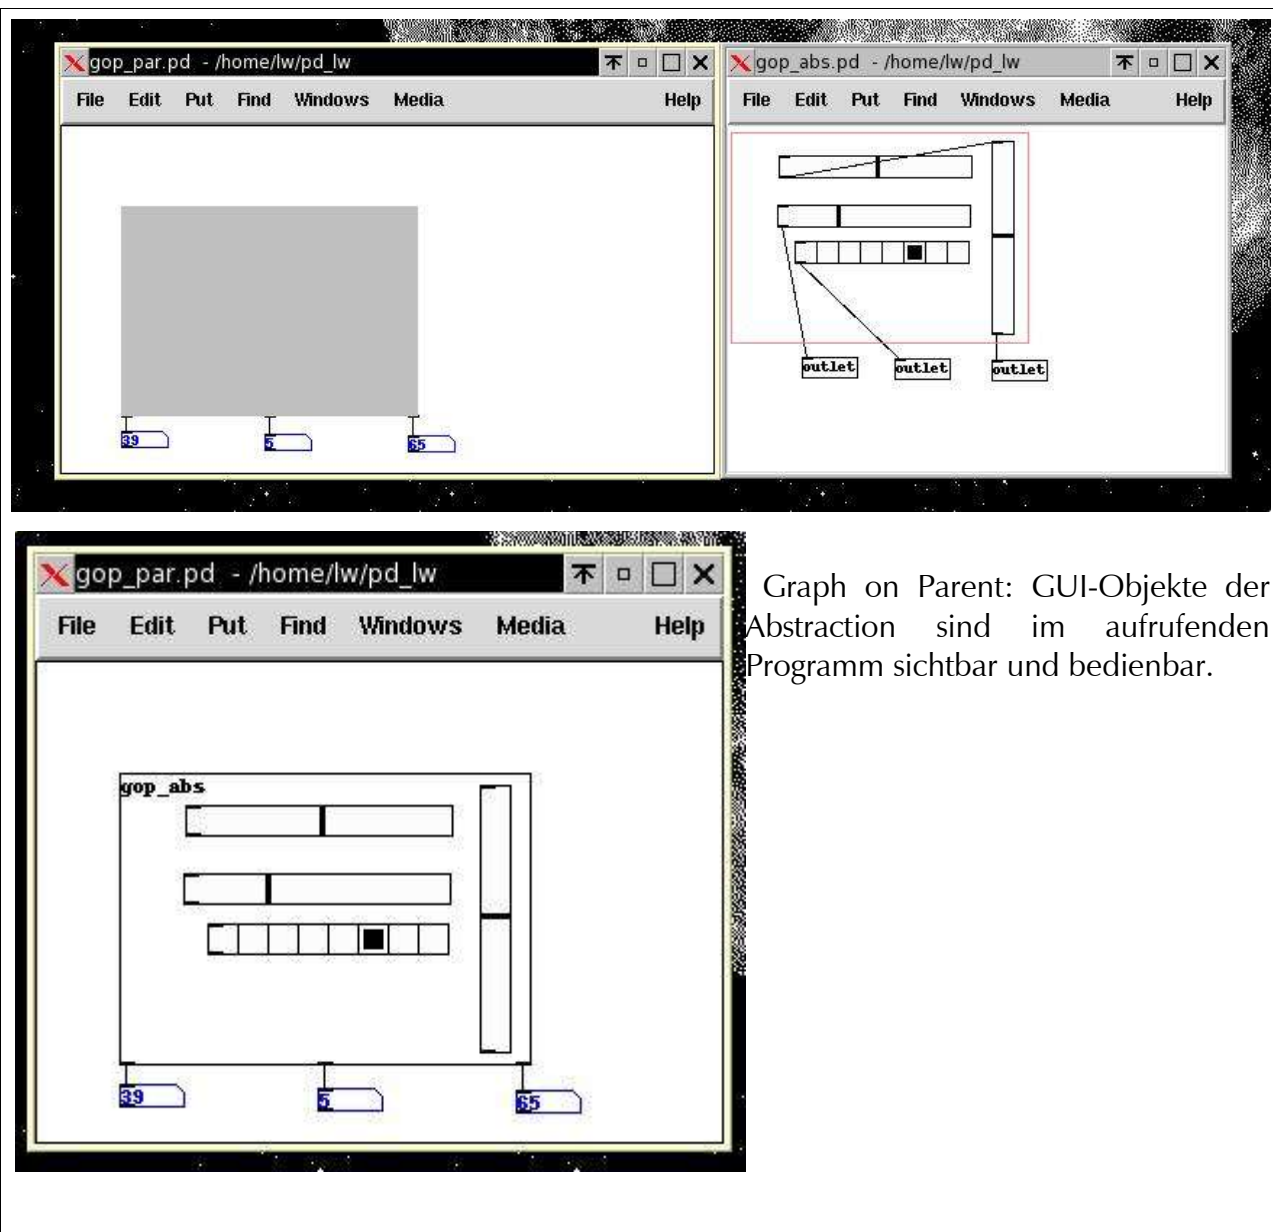 gop_par.pd - /home/lw/pd_lw
File Edit Put Find Windows Media Help
39 5 65
gop_abs.pd - /home/lw/pd_lw
File Edit Put Find Windows Media Help
outlet outlet outlet
gop_par.pd - /home/lw/pd_lw
File Edit Put Find Windows Media Help
gop_abs
39 5 65
Graph on Parent: GUI-Objekte der
Abstraction sind im aufrufenden
Programm sichtbar und bedienbar.